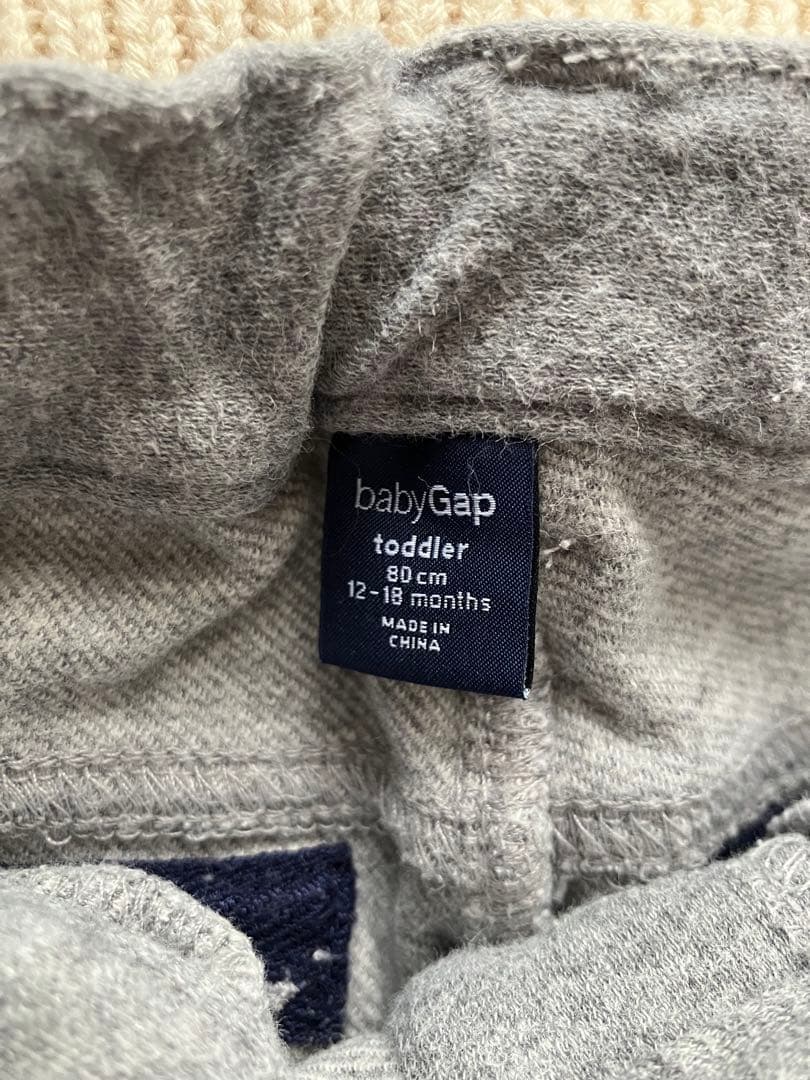 babyGap
toddler
80 cm
12-18 months
MADE IN
CHINA